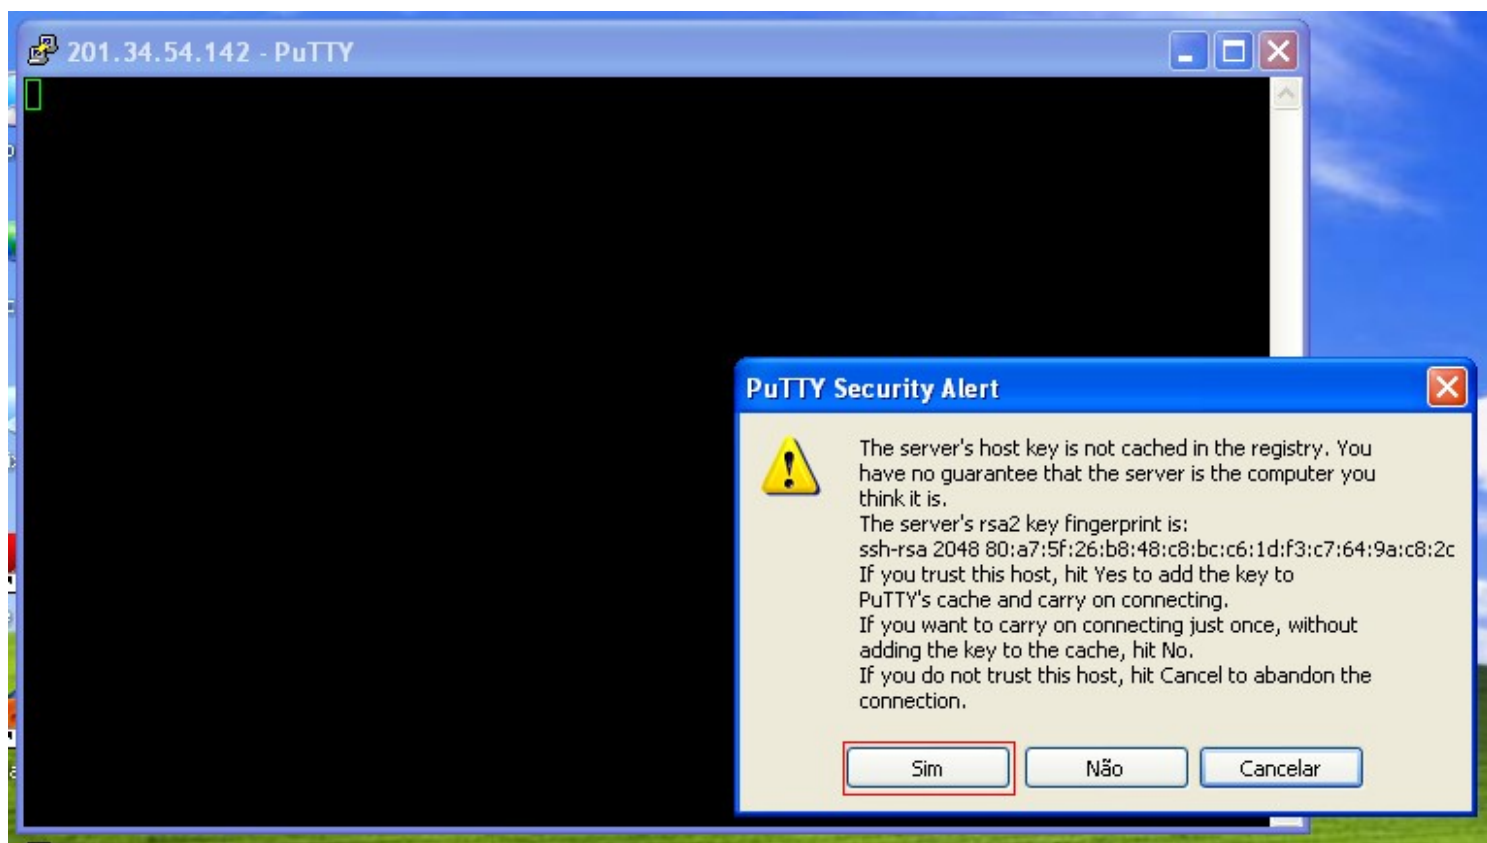 201.34.54.142 - PuTTY
PuTTY Security Alert
The server's host key is not cached in the registry. You
have no guarantee that the server is the computer you
think it is.
The server's rsa2 key fingerprint is:
ssh-rsa 2048 80:a7:5f:26:b8:48:c8:bc:c6:1d:f3:c7:64:9a:c8:2c
If you trust this host, hit Yes to add the key to
PuTTY's cache and carry on connecting.
If you want to carry on connecting just once, without
adding the key to the cache, hit No.
If you do not trust this host, hit Cancel to abandon the
connection.
Sim
Não
Cancelar